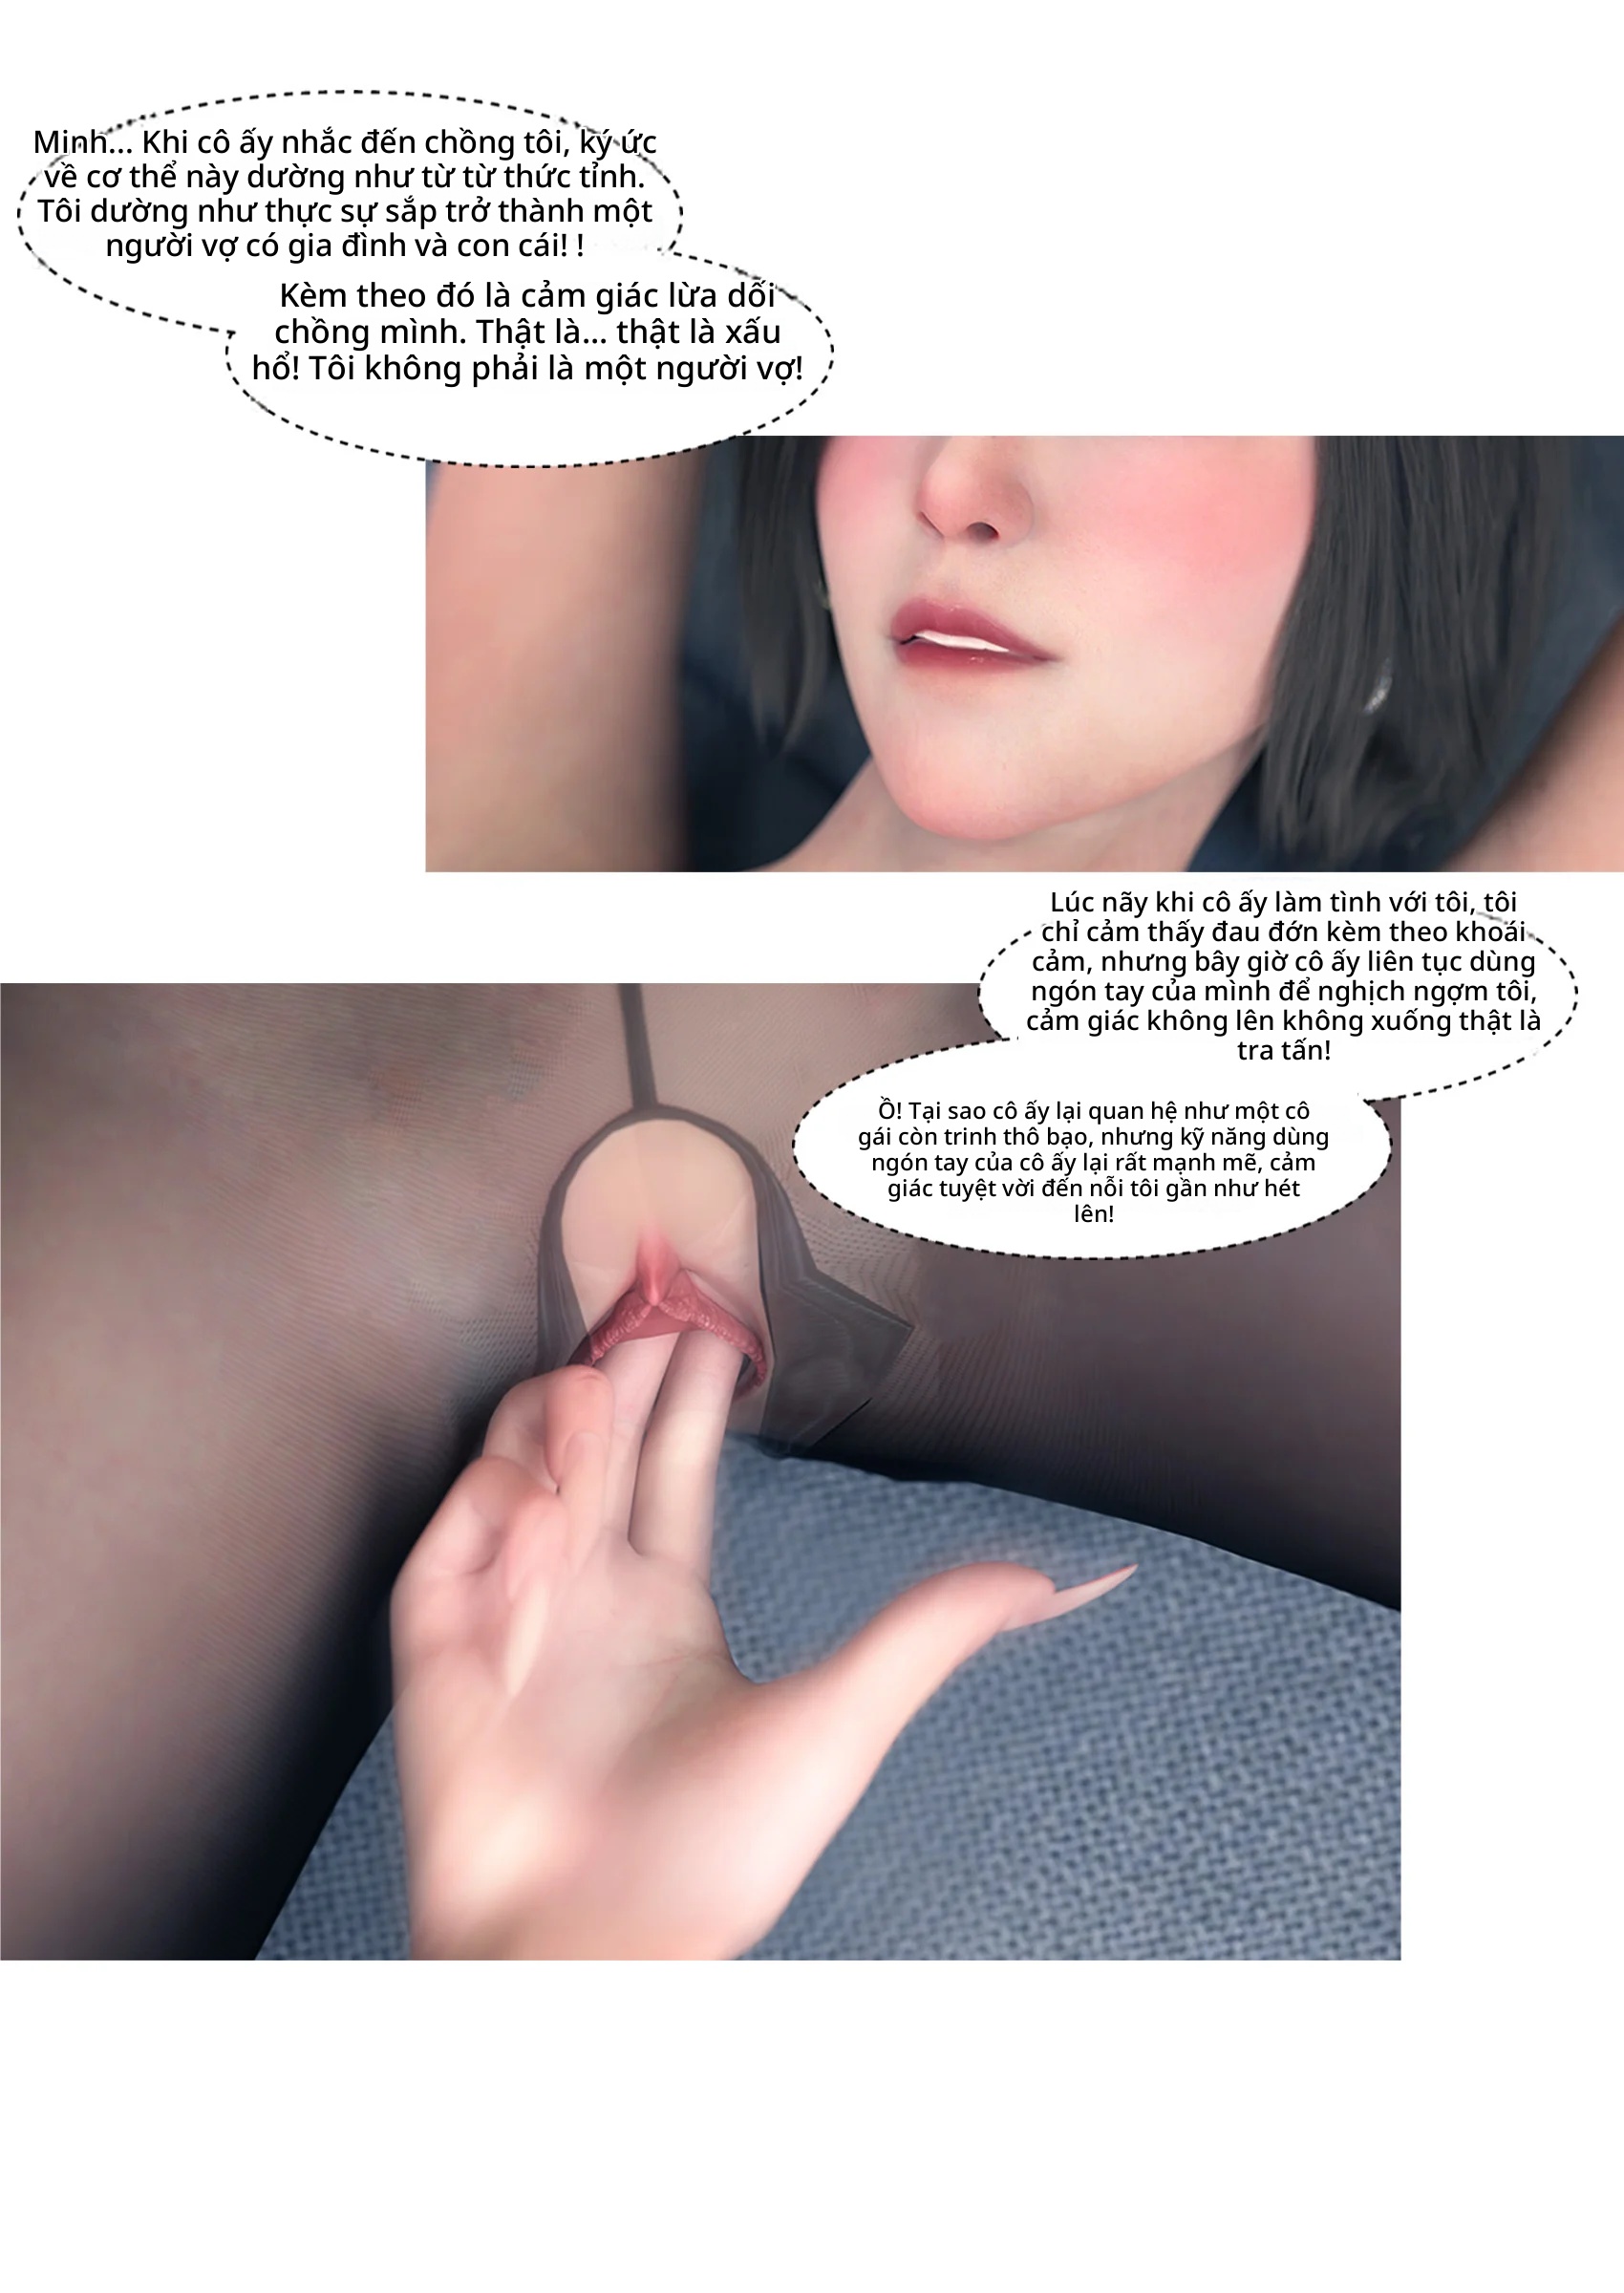 Minh... Khi cô ấy nhắc đến chồng tôi, ký ức
về cơ thể này dường như từ từ thức tỉnh.
Tôi dường như thực sự sắp trở thành một
người vợ có gia đình và con cái! !
Kèm theo đó là cảm giác lừa dối
chồng mình. Thật là... thật là xấu
hổ! Tôi không phải là một người vợ!
Lúc nãy khi cô ấy làm tình với tôi, tôi
chỉ cảm thấy đau đớn kèm theo khoái
cảm, nhưng bây giờ cô ấy liên tục dùng
ngón tay của mình để nghịch ngợm tôi,
cảm giác không lên không xuống thật là
tra tấn!
Ồ! Tại sao cô ấy lại quan hệ như một cô
gái còn trinh thô bạo, nhưng kỹ năng dùng
ngón tay của cô ấy lại rất mạnh mẽ, cảm
giác tuyệt vời đến nỗi tôi gần như hét
lên!